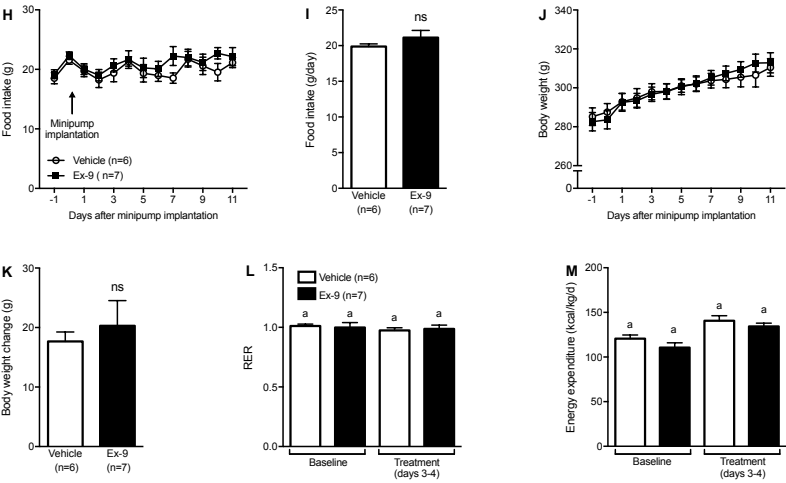 H
Food intake (g)
30
20
10
0
Minipump
implantation
Vehicle (n=6)
Ex-9 ( n=7)
-1 1 3 5 7 9 11
Days after minipump implantation
I
Food intake (g/day)
25
20
15
10
5
0
ns
Vehicle
(n=6)
Ex-9
(n=7)
J
Body weight (g)
340
320
300
280
260
0
-1 1 3 5 7 9 11
Days after minipump implantation
K
Body weight change (g)
30
20
10
0
ns
Vehicle
(n=6)
Ex-9
(n=7)
L
RER
1.5
1.0
0.5
0.0
Vehicle (n=6)
Ex-9 (n=7)
a a a a
Baseline
Treatment
(days 3-4)
M
Energy expenditure (kcal/kg/d)
200
150
100
50
0
a a a a
Baseline
Treatment
(days 3-4)